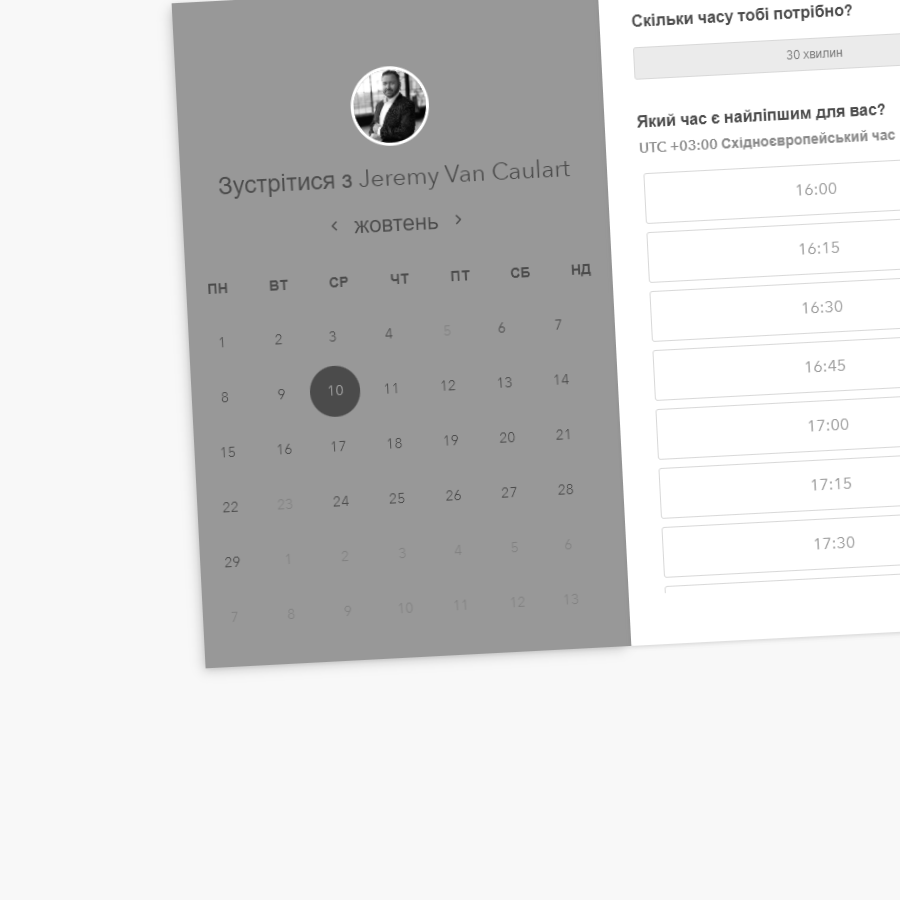 Зустрітися з Jeremy Van Caulart
‹ жовтень ›
ПН ВТ СР ЧТ ПТ СБ НД
1 2 3 4 5 6 7
8 9 10 11 12 13 14
15 16 17 18 19 20 21
22 23 24 25 26 27 28
29 1 2 3 4 5 6
7 8 9 10 11 12 13
Скільки часу тобі потрібно?
30 хвилин
Який час є найліпшим для вас?
UTC +03:00 Східноєвропейський час
16:00
16:15
16:30
16:45
17:00
17:15
17:30